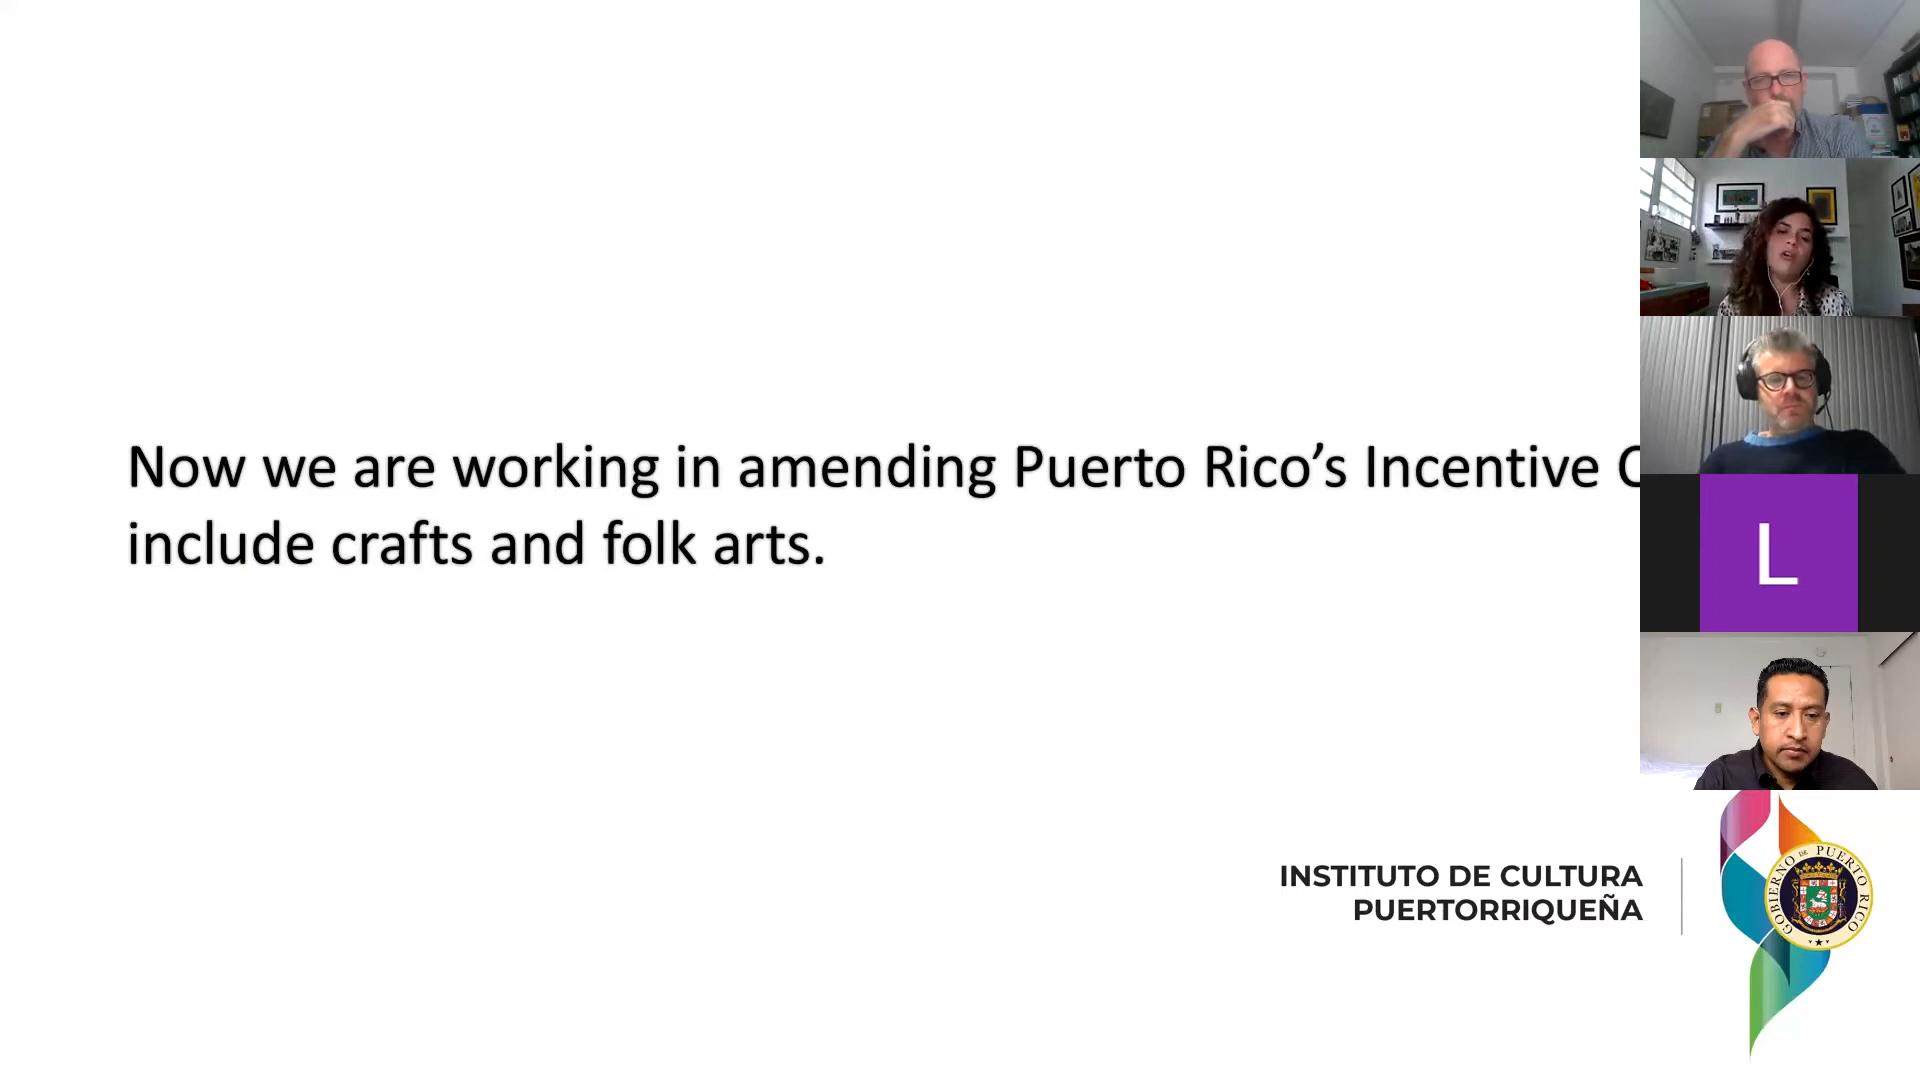 Now we are working in amending Puerto Rico’s Incentive
include crafts and folk arts.
L
INSTITUTO DE CULTURA
PUERTORRIQUEÑA
GOBIERNO DE PUERTO RICO